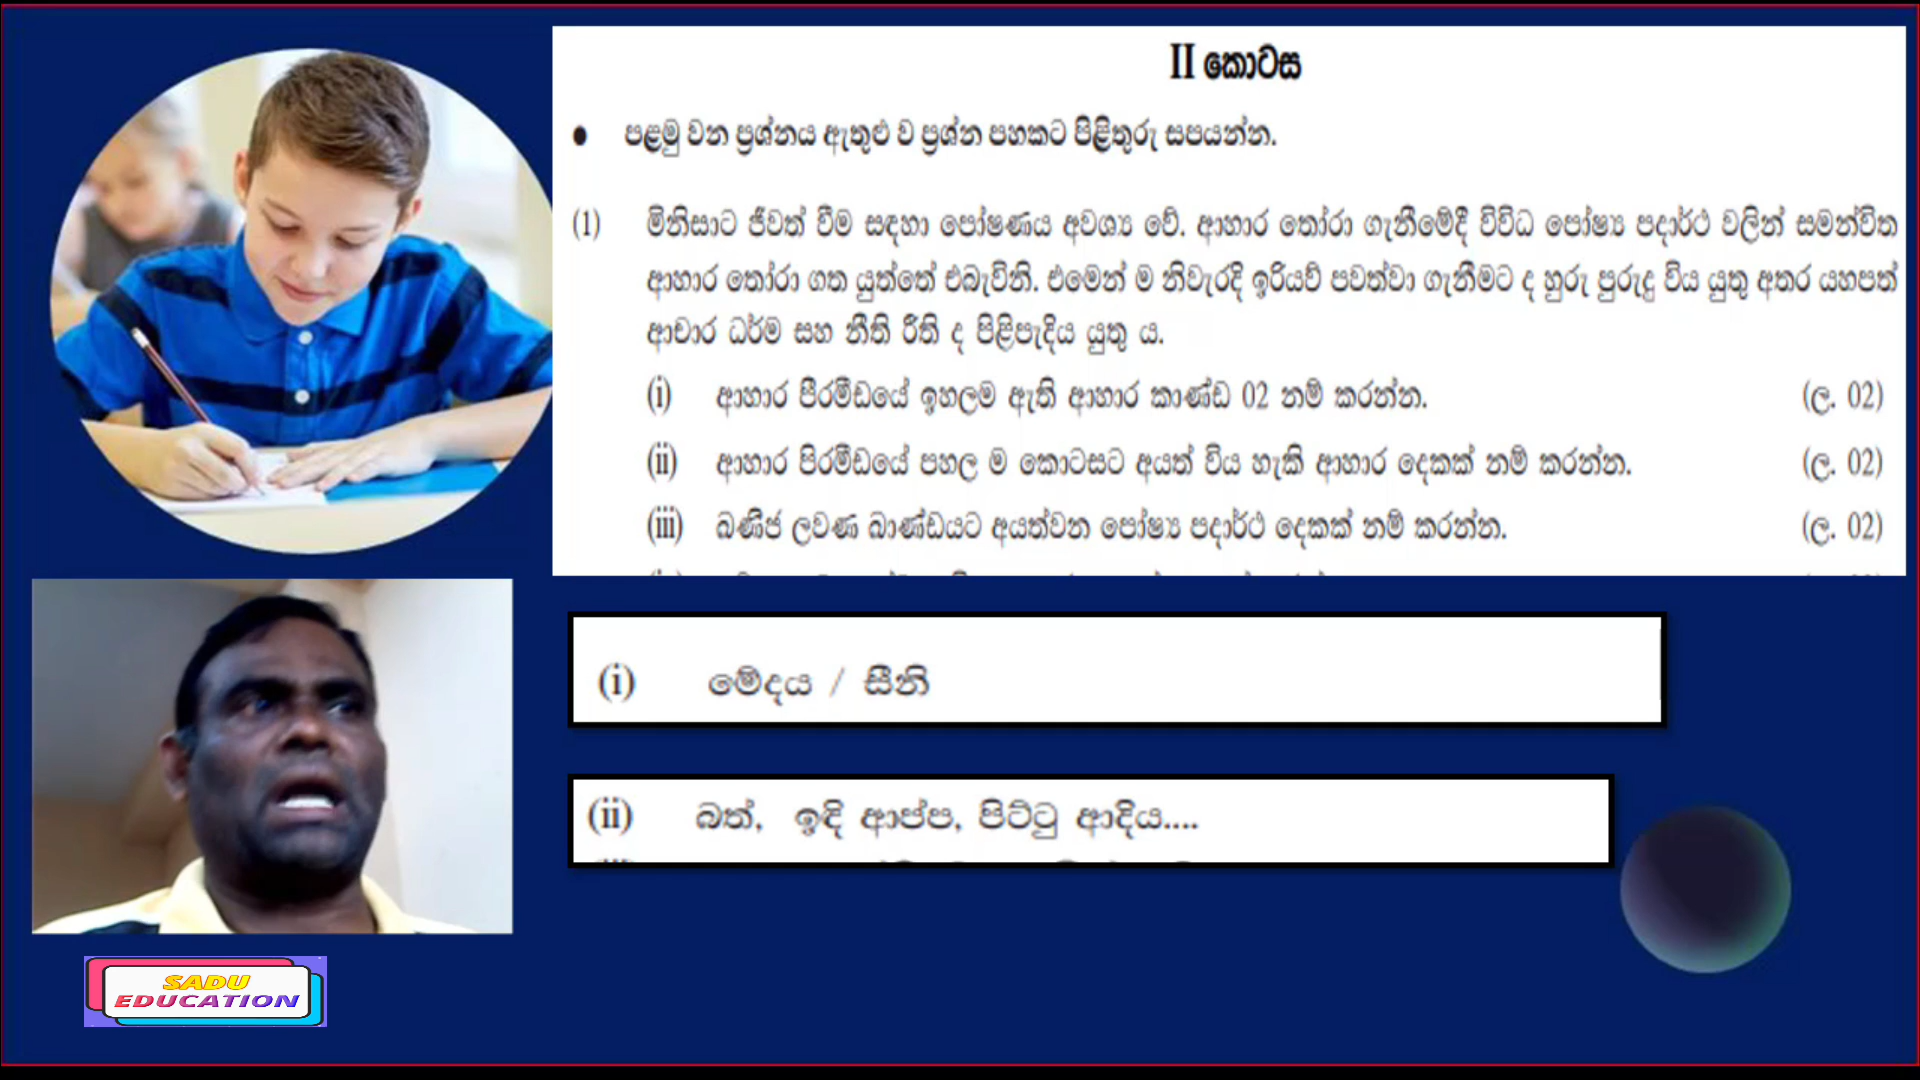 II කොටස
● පළමු වන ප්‍රශ්නය ඇතුළු ව ප්‍රශ්න පහකට පිළිතුරු සපයන්න.
(1) මිනිසාට ජීවත් වීම සඳහා පෝෂණය අවශ්‍ය වේ. ආහාර තෝරා ගැනීමේදී විවිධ පෝෂ්‍ය පදාර්ථ වලින් සමන්විත
ආහාර තෝරා ගත යුත්තේ එබැවිනි. එමෙන් ම නිවැරදි ඉරියව් පවත්වා ගැනීමට ද හුරු පුරුදු විය යුතු අතර යහපත්
ආචාර ධර්ම සහ නීති රීති ද පිළිපැදිය යුතු ය.
(i) ආහාර පිරමීඩයේ ඉහලම ඇති ආහාර කාණ්ඩ 02 නම් කරන්න. (ල. 02)
(ii) ආහාර පිරමීඩයේ පහල ම කොටසට අයත් විය හැකි ආහාර දෙකක් නම් කරන්න. (ල. 02)
(iii) ඛණිජ ලවණ ඛාණ්ඩයට අයත්වන පෝෂ්‍ය පදාර්ථ දෙකක් නම් කරන්න. (ල. 02)
(i) මේදය / සීනි
(ii) බත්, ඉඳි ආප්ප, පිට්ටු ආදිය....
SADU
EDUCATION